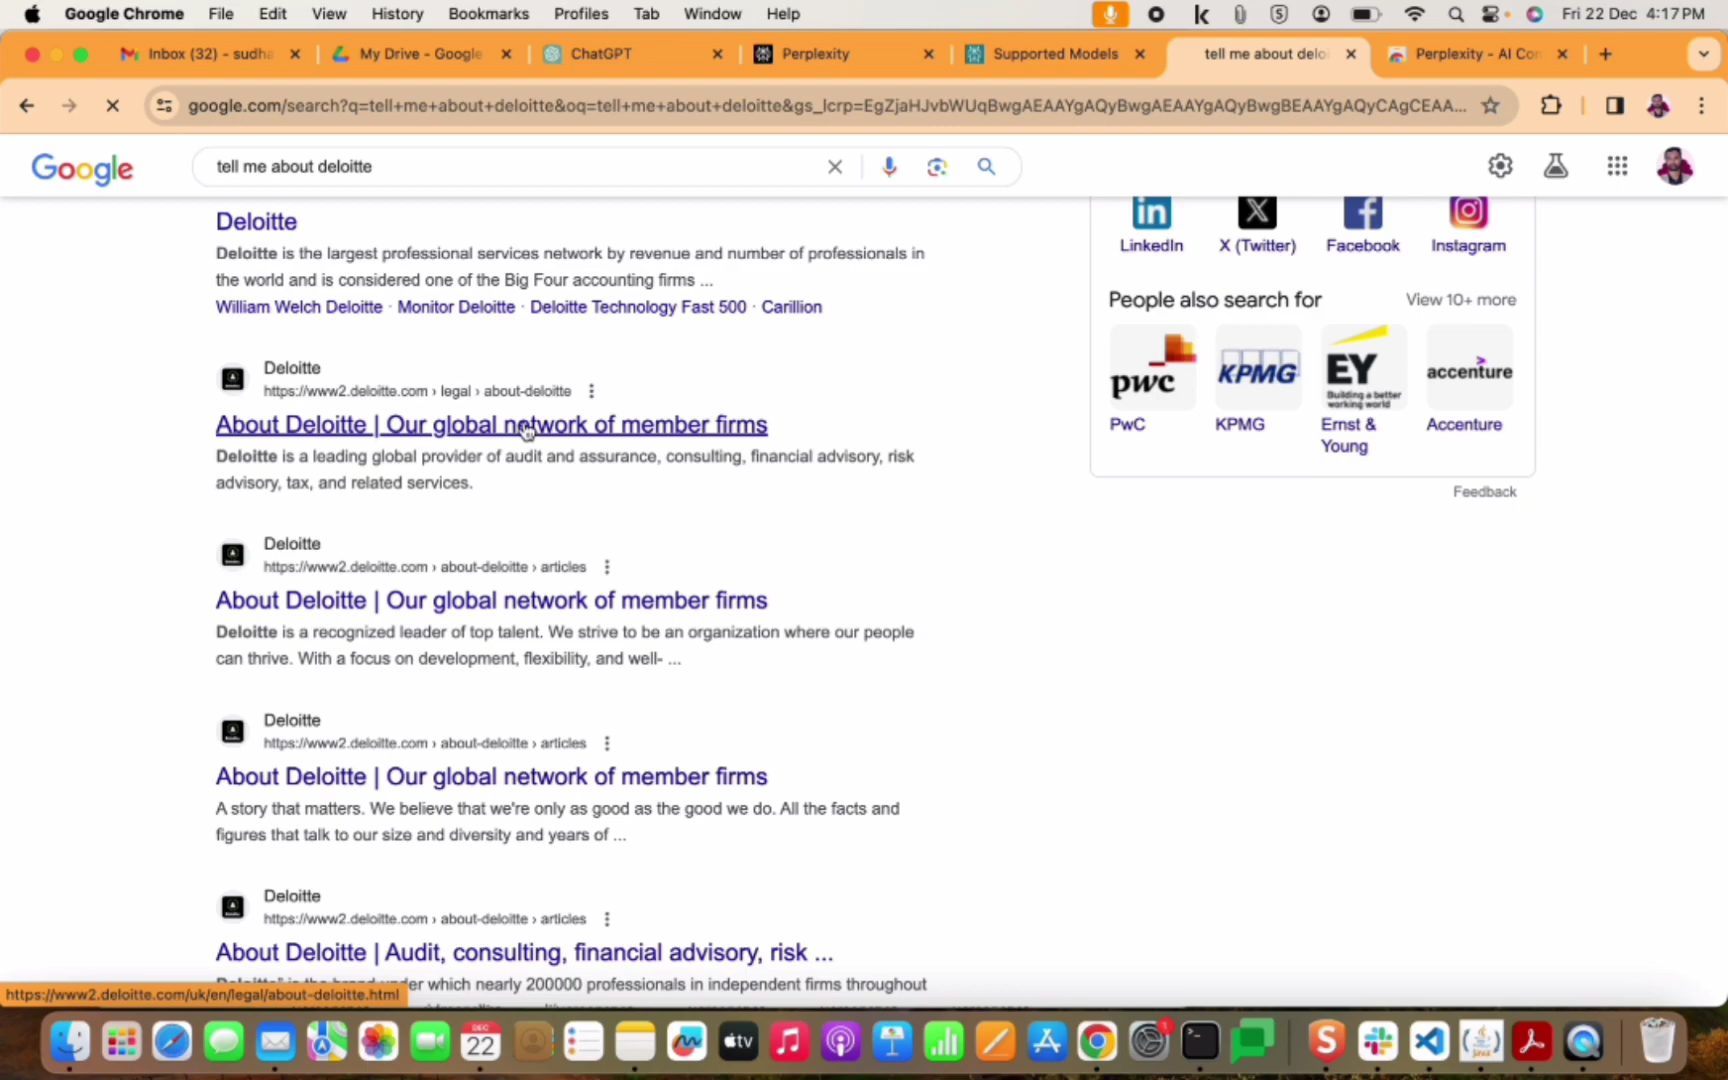 Google Chrome File Edit View History Bookmarks Profiles Tab Window Help Fri 22 Dec 4:17 PM
Inbox (32) - sudha My Drive - Google ChatGPT Perplexity Supported Models tell me about delo Perplexity - AI Con
google.com/search?q=tell+me+about+deloitte&oq=tell+me+about+deloitte&gs_lcrp=EgZjaHJvbWUqBwgAEAAYgAQyBwgAEAAYgAQyBwgBEAAYgAQyCAgCEAA...
Google tell me about deloitte
Deloitte
Deloitte is the largest professional services network by revenue and number of professionals in
the world and is considered one of the Big Four accounting firms ...
William Welch Deloitte · Monitor Deloitte · Deloitte Technology Fast 500 · Carillion
Deloitte
https://www2.deloitte.com › legal › about-deloitte
About Deloitte | Our global network of member firms
Deloitte is a leading global provider of audit and assurance, consulting, financial advisory, risk
advisory, tax, and related services.
Deloitte
https://www2.deloitte.com › about-deloitte › articles
About Deloitte | Our global network of member firms
Deloitte is a recognized leader of top talent. We strive to be an organization where our people
can thrive. With a focus on development, flexibility, and well- ...
Deloitte
https://www2.deloitte.com › about-deloitte › articles
About Deloitte | Our global network of member firms
A story that matters. We believe that we're only as good as the good we do. All the facts and
figures that talk to our size and diversity and years of ...
Deloitte
https://www2.deloitte.com › about-deloitte › articles
About Deloitte | Audit, consulting, financial advisory, risk ...
Deloitte" is the brand under which nearly 200000 professionals in independent firms throughout
https://www2.deloitte.com/uk/en/legal/about-deloitte.html
LinkedIn X (Twitter) Facebook Instagram
People also search for View 10+ more
pwc KPMG EY accenture
Building a better
working world
PwC KPMG Ernst & Accenture
Young
Feedback
DEC
22
tv
1